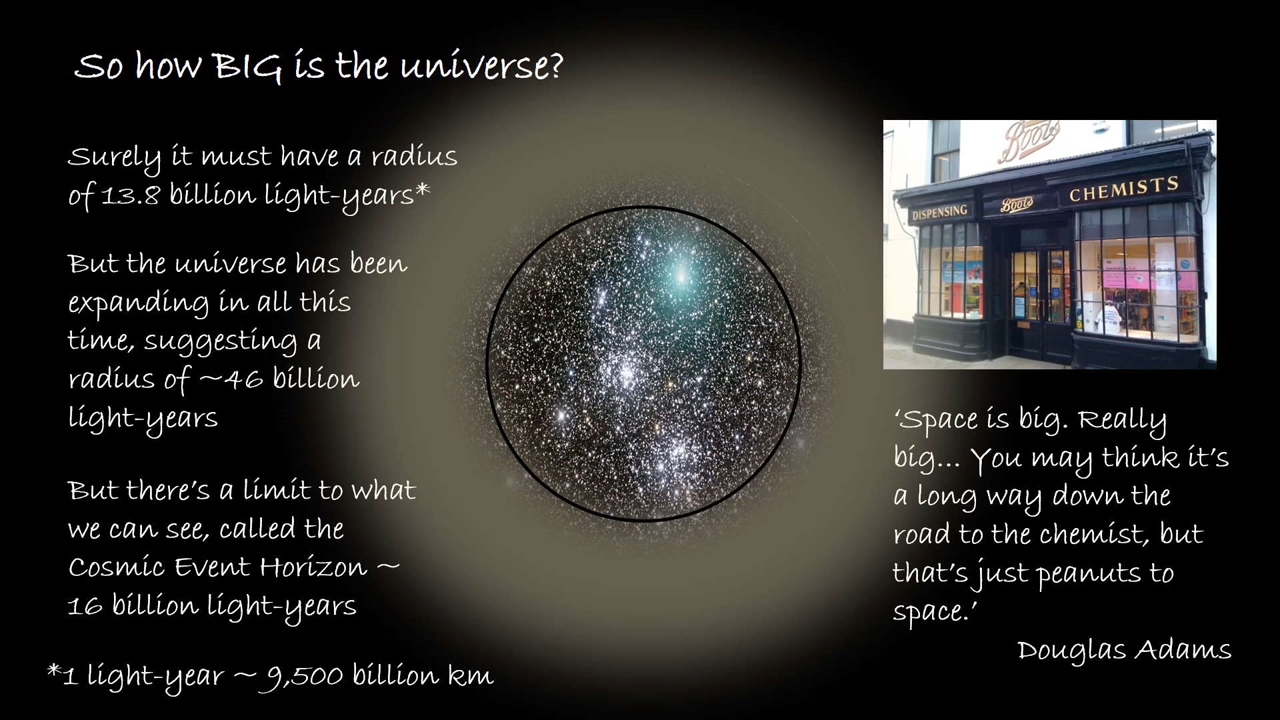 So how BIG is the universe?
Surely it must have a radius
of 13.8 billion light-years*
But the universe has been
expanding in all this
time, suggesting a
radius of ~46 billion
light-years
But there's a limit to what
we can see, called the
Cosmic Event Horizon ~
16 billion light-years
*1 light-year ~ 9,500 billion km
Boots
DISPENSING
Boots
CHEMISTS
‘Space is big. Really
big... You may think it's
a long way down the
road to the chemist, but
that's just peanuts to
space.’
Douglas Adams